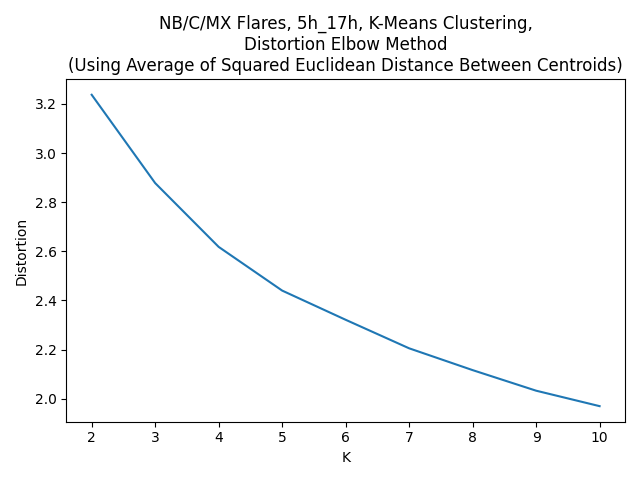 NB/C/MX Flares, 5h_17h, K-Means Clustering,
Distortion Elbow Method
(Using Average of Squared Euclidean Distance Between Centroids)
3.2
3.0
2.8
2.6
2.4
2.2
2.0
Distortion
2 3 4 5 6 7 8 9 10
K